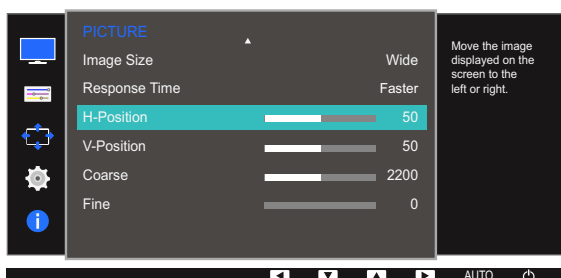 PICTURE
Image Size Wide
Response Time Faster
H-Position 50
V-Position 50
Coarse 2200
Fine 0
Move the image
displayed on the
screen to the
left or right.
AUTO